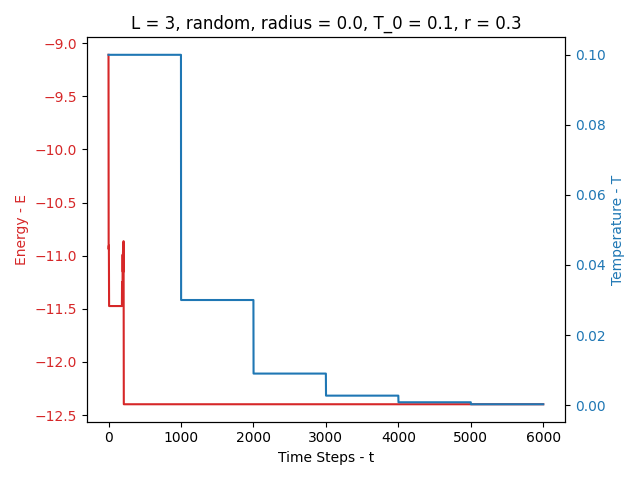 L = 3, random, radius = 0.0, T_0 = 0.1, r = 0.3
Energy - E
−9.0
−9.5
−10.0
−10.5
−11.0
−11.5
−12.0
−12.5
0.10
0.08
0.06
0.04
0.02
0.00
Temperature - T
0 1000 2000 3000 4000 5000 6000
Time Steps - t